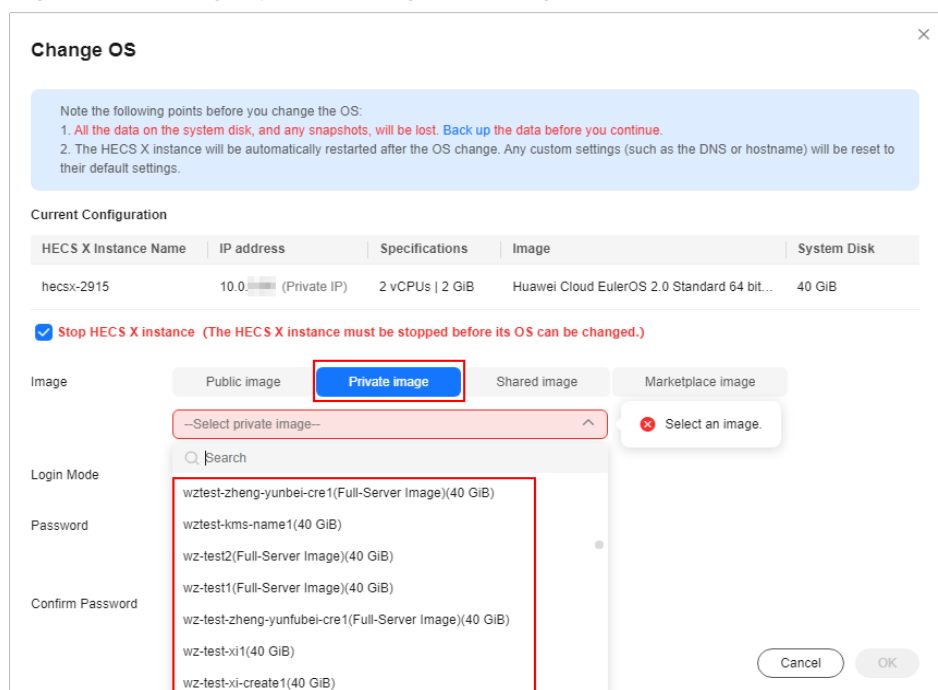 Change OS
Note the following points before you change the OS:
1. All the data on the system disk, and any snapshots, will be lost. Back up the data before you continue.
2. The HECS X instance will be automatically restarted after the OS change. Any custom settings (such as the DNS or hostname) will be reset to
their default settings.
Current Configuration
HECS X Instance Name IP address Specifications Image System Disk
hecsx-2915 10.0. (Private IP) 2 vCPUs | 2 GiB Huawei Cloud EulerOS 2.0 Standard 64 bit... 40 GiB
Stop HECS X instance (The HECS X instance must be stopped before its OS can be changed.)
Image Public image Private image Shared image Marketplace image
--Select private image-- Select an image.
Search
Login Mode
wztest-zheng-yunbei-cre1(Full-Server Image)(40 GiB)
Password
wztest-kms-name1(40 GiB)
wz-test2(Full-Server Image)(40 GiB)
wz-test1(Full-Server Image)(40 GiB)
Confirm Password
wz-test-zheng-yunfubei-cre1(Full-Server Image)(40 GiB)
wz-test-xi1(40 GiB)
Cancel OK
wz-test-xi-create1(40 GiB)